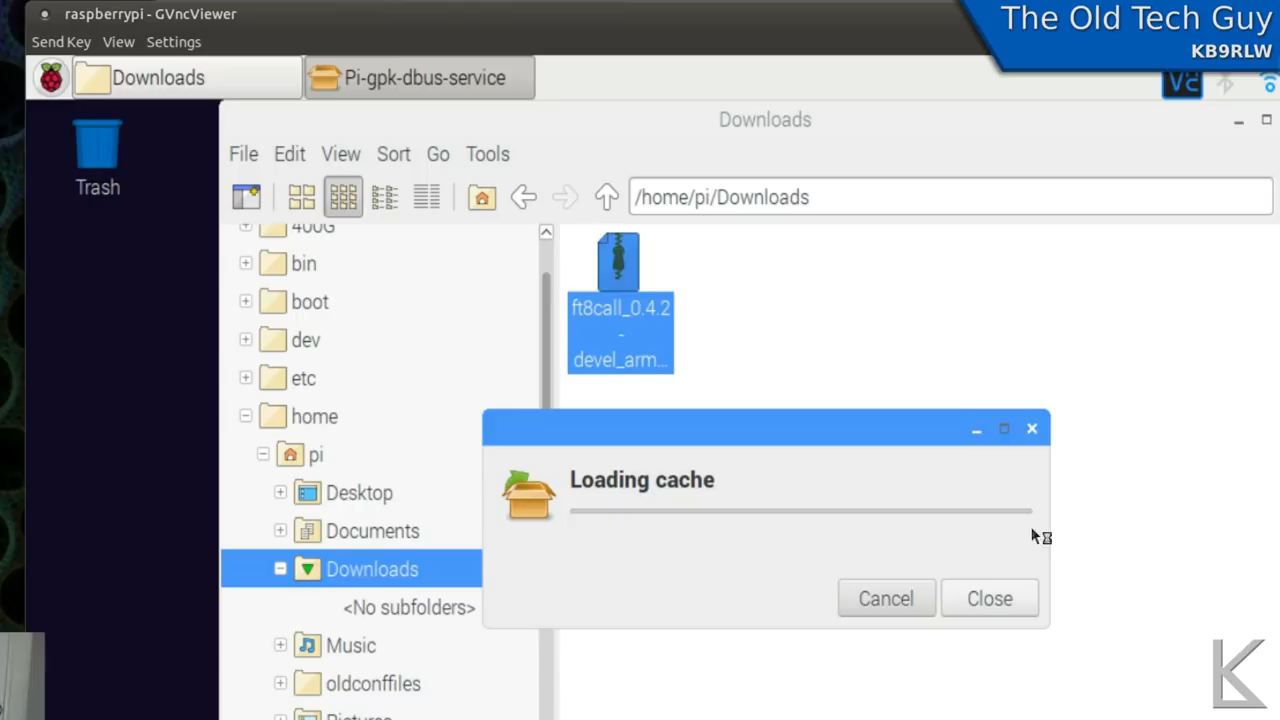 raspberrypi - GVncViewer
The Old Tech Guy
KB9RLW
Send Key View Settings
Downloads
Pi-gpk-dbus-service
Trash
Downloads
File Edit View Sort Go Tools
/home/pi/Downloads
400G
bin
boot
dev
etc
home
pi
Desktop
Documents
Downloads
<No subfolders>
Music
oldconffiles
Pictures
ft8call_0.4.2
-
devel_arm...
Loading cache
Cancel Close
K